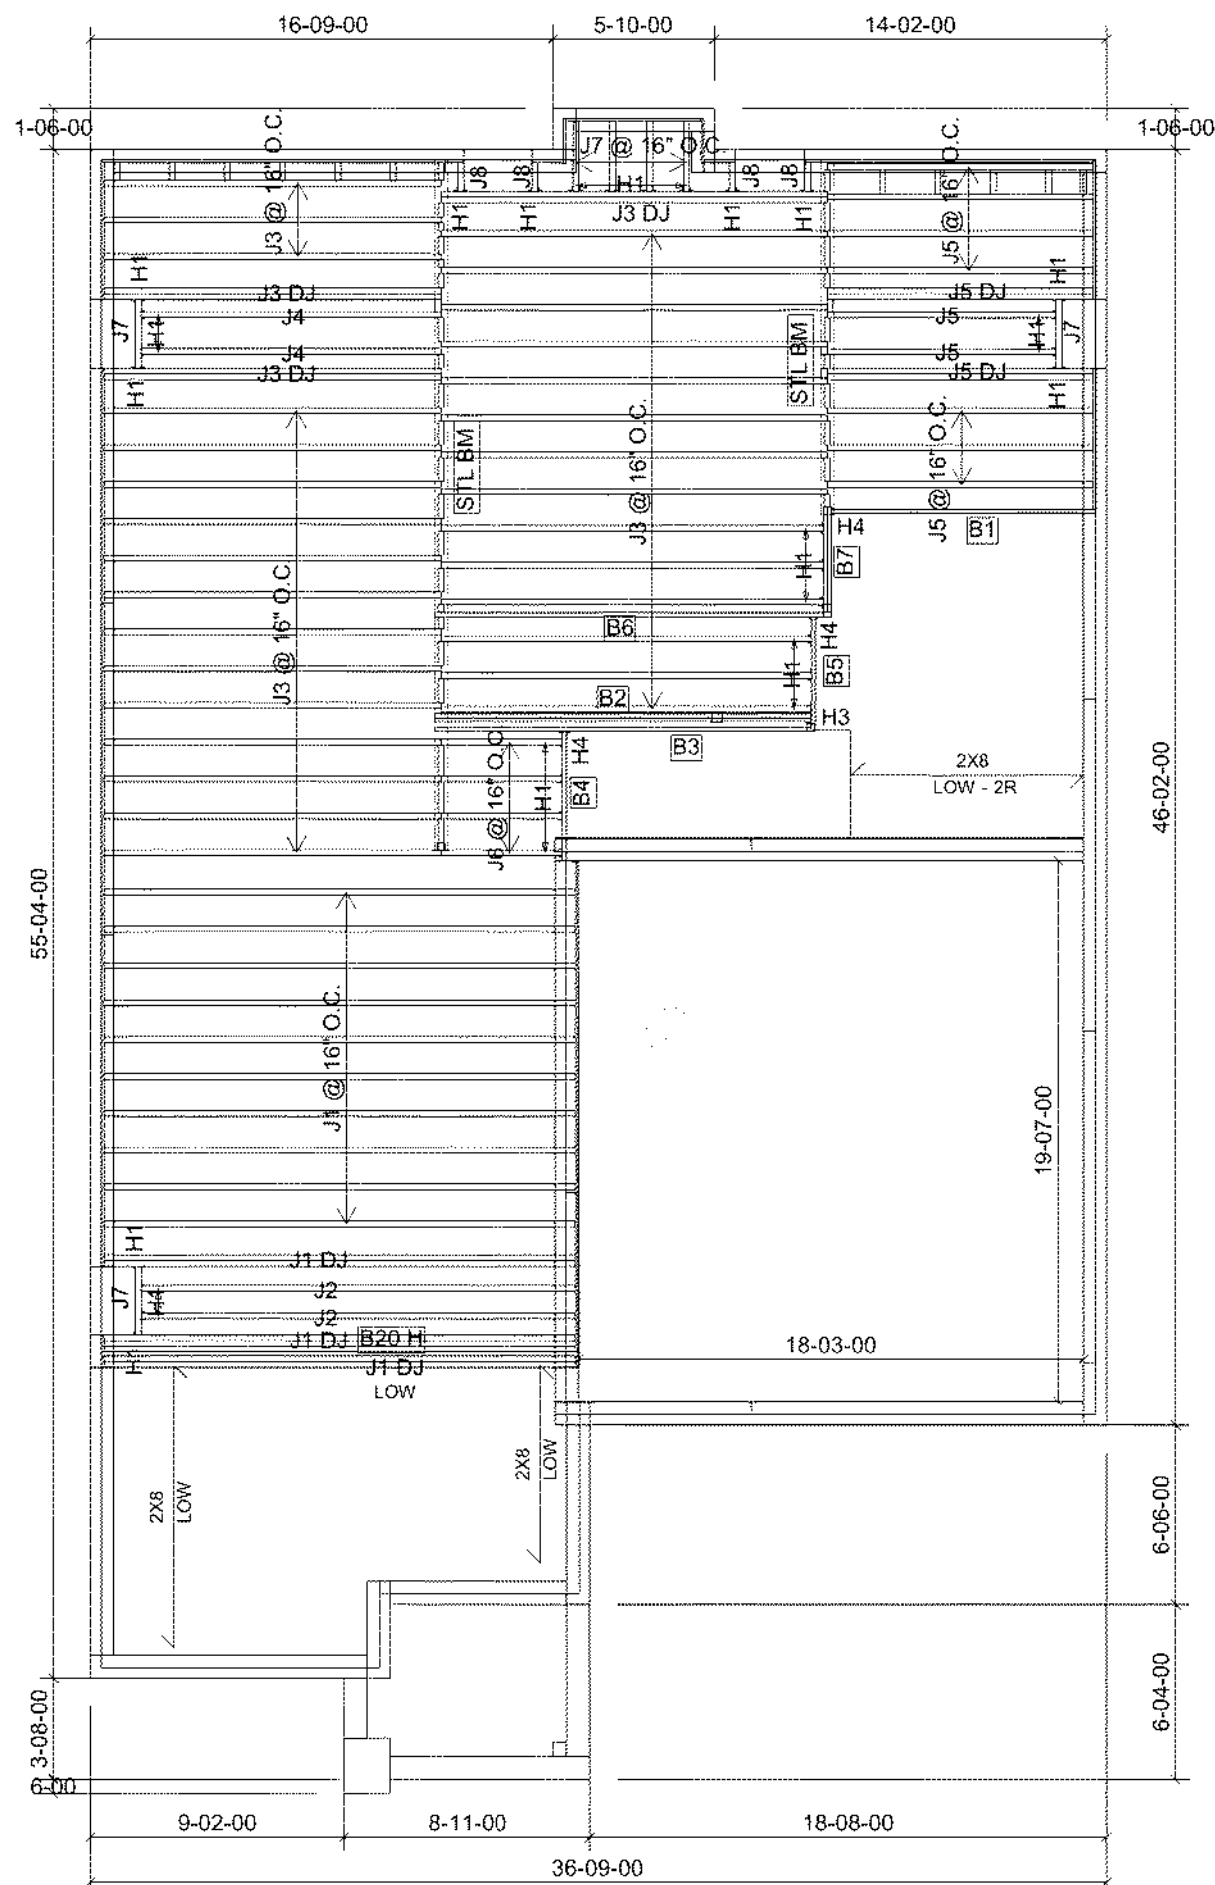 16-09-00
5-10-00
14-02-00
1-06-00
1-06-00
J7 @ 16" O.C.
J3 @ 16" O.C.
J5 @ 16" O.C.
J8
J8
H1
J8
J8
J3 DJ
H1
H1
H1
H1
H1
H1
J3 DJ
J5 DJ
J7
H1
J4
J4
STL BM
J5
J5
H1
J7
J3 DJ
J5 DJ
H1
H1
STL BM
J3 @ 16" O.C.
J5 @ 16" O.C.
H4
B1
H1
B7
J3 @ 16" O.C.
B6
H4
H1
B5
B2
H3
B3
J6 @ 16" O.C.
H1
H4
B4
2X8
LOW - 2R
46-02-00
55-04-00
J1 @ 16" O.C.
19-07-00
H1
J1 DJ
J7
H4
J2
J2
J1 DJ
B20 H
J1 DJ
LOW
18-03-00
2X8
LOW
2X8
LOW
6-06-00
6-04-00
3-08-00
6-00
9-02-00
8-11-00
18-08-00
36-09-00